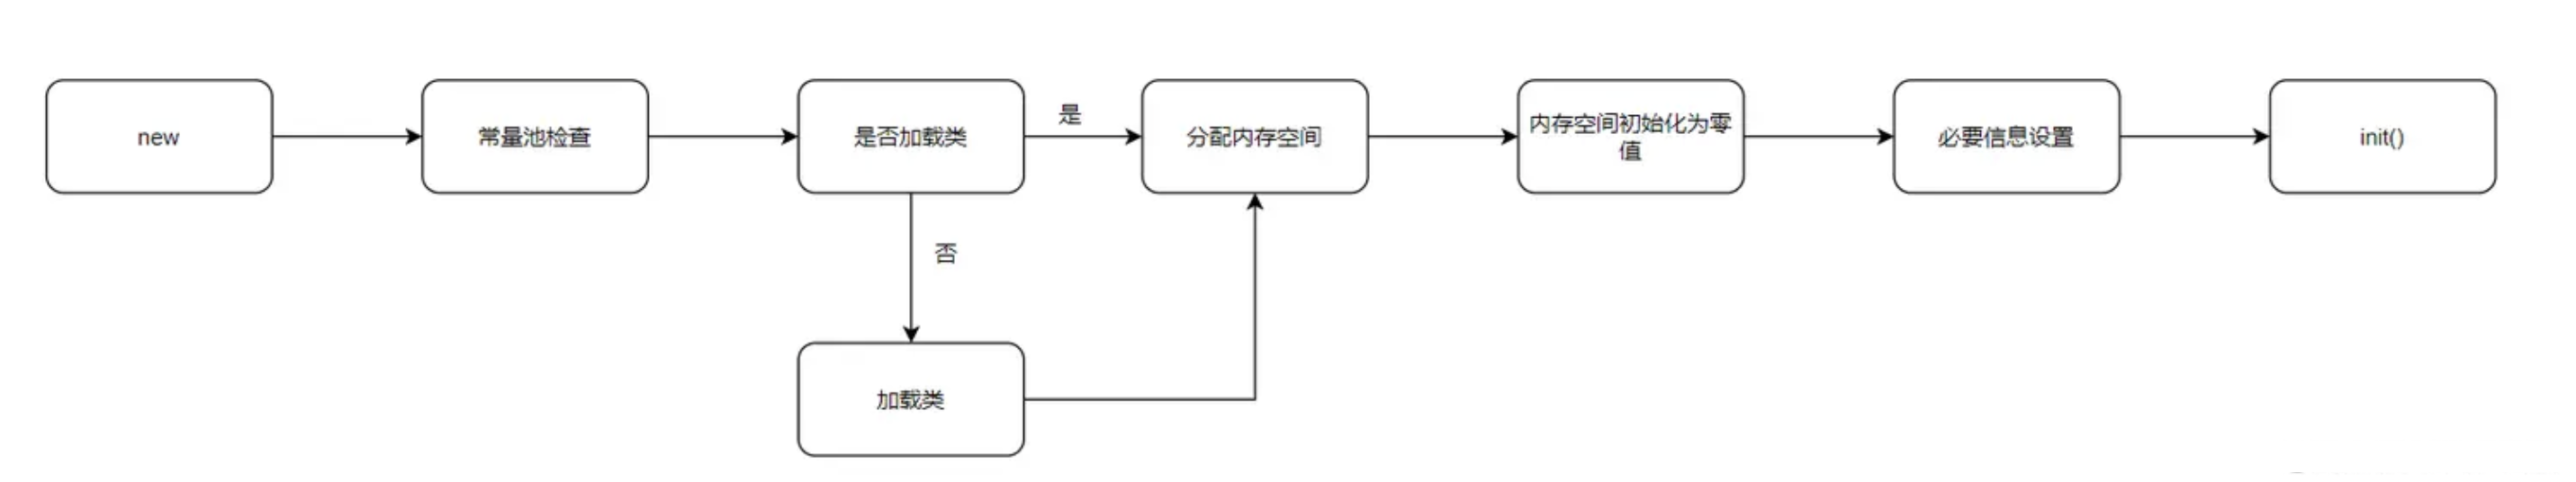 new
常量池检查
是否加载类
是
分配内存空间
内存空间初始化为零
值
必要信息设置
init()
否
加载类